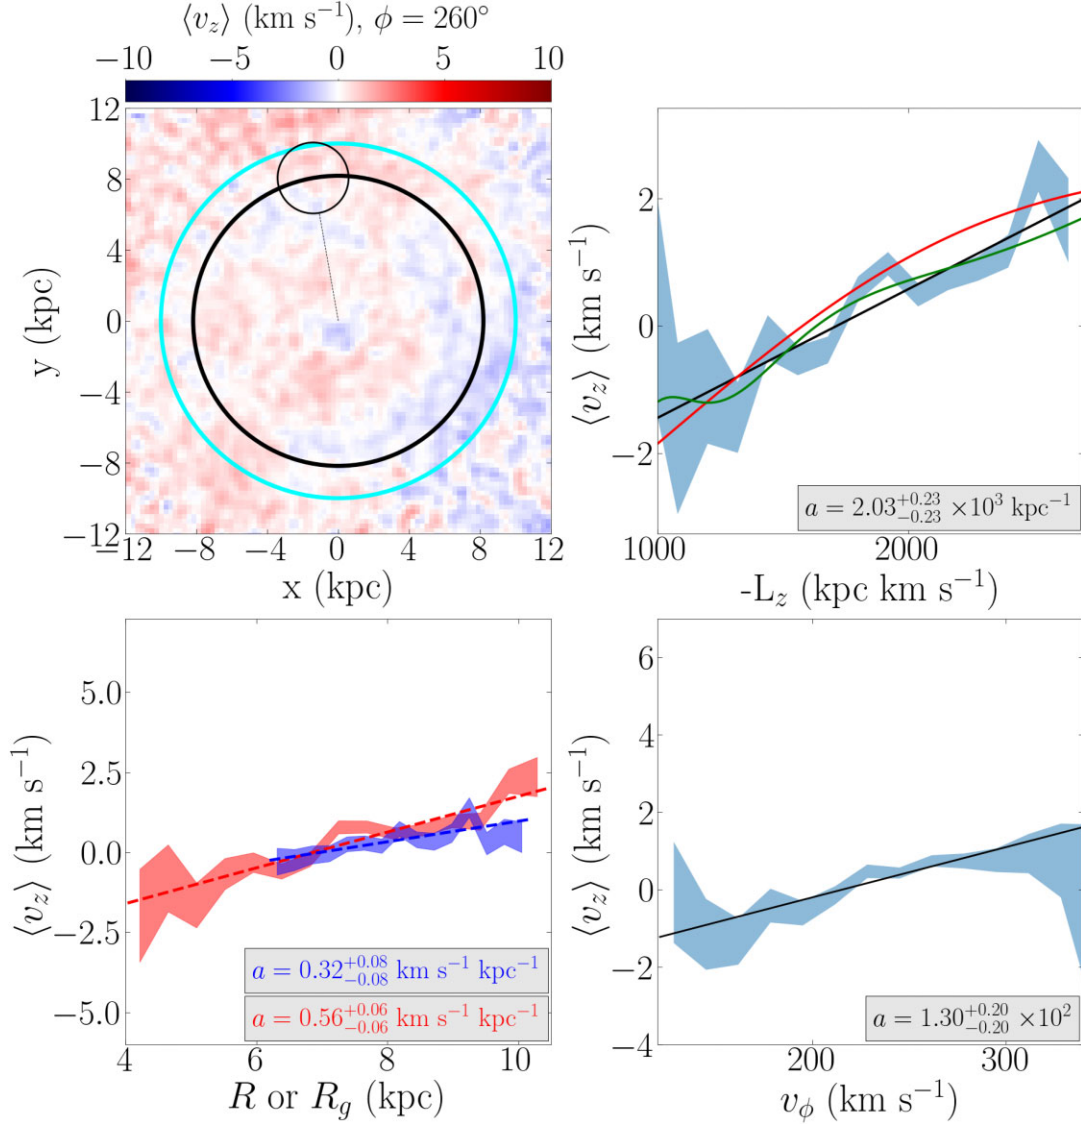 ⟨v_z⟩ (km s⁻¹), ϕ = 260°
−10 −5 0 5 10
12
8
4
0
−4
−8
−12
y (kpc)
−12 −8 −4 0 4 8 12
x (kpc)
2
0
−2
⟨v_z⟩ (km s⁻¹)
a = 2.03^{+0.23}_{−0.23} ×10³ kpc⁻¹
1000 2000
-L_z (kpc km s⁻¹)
5.0
2.5
0.0
−2.5
−5.0
⟨v_z⟩ (km s⁻¹)
a = 0.32^{+0.08}_{−0.08} km s⁻¹ kpc⁻¹
a = 0.56^{+0.06}_{−0.06} km s⁻¹ kpc⁻¹
4 6 8 10
R or R_g (kpc)
6
4
2
0
−2
−4
⟨v_z⟩ (km s⁻¹)
a = 1.30^{+0.20}_{−0.20} ×10²
200 300
v_ϕ (km s⁻¹)